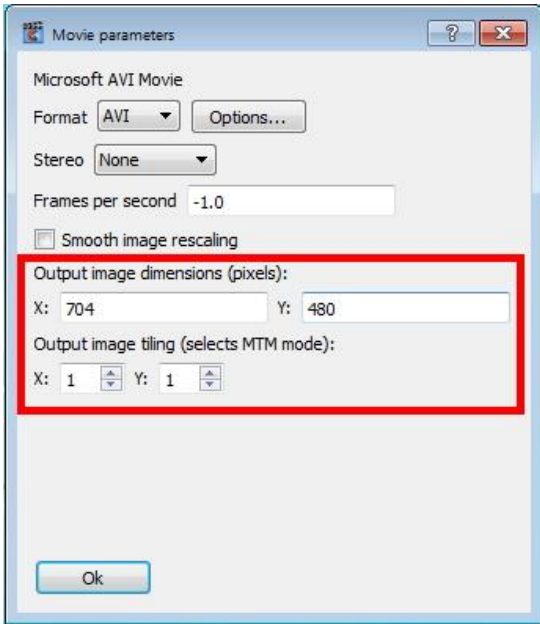 Movie parameters
Microsoft AVI Movie
Format AVI Options...
Stereo None
Frames per second -1.0
Smooth image rescaling
Output image dimensions (pixels):
X: 704 Y: 480
Output image tiling (selects MTM mode):
X: 1 Y: 1
Ok